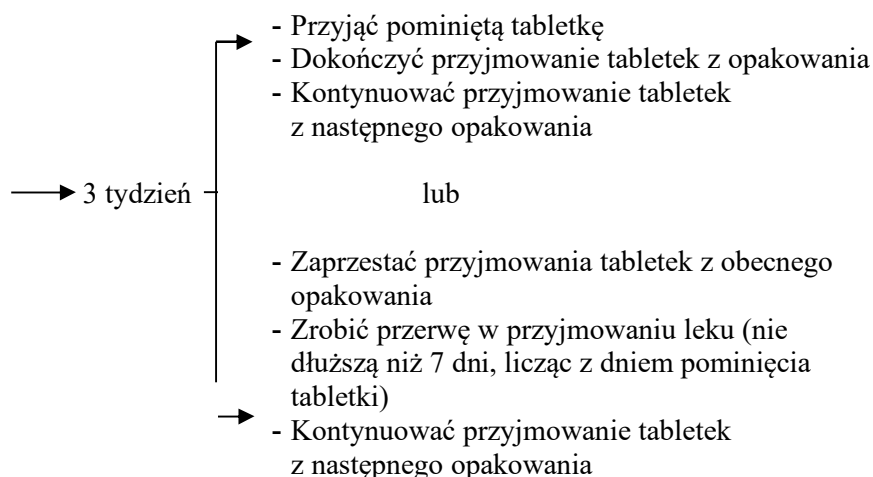 - Przyjąć pominiętą tabletkę
- Dokończyć przyjmowanie tabletek z opakowania
- Kontynuować przyjmowanie tabletek
z następnego opakowania
3 tydzień
lub
- Zaprzestać przyjmowania tabletek z obecnego
opakowania
- Zrobić przerwę w przyjmowaniu leku (nie
dłuższą niż 7 dni, licząc z dniem pominięcia
tabletki)
- Kontynuować przyjmowanie tabletek
z następnego opakowania